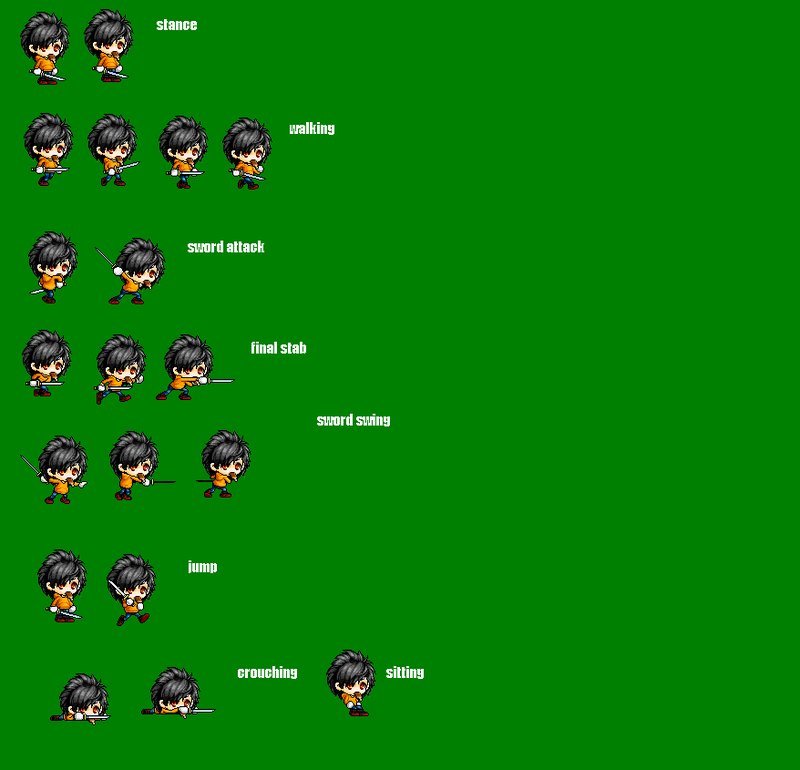 stance
walking
sword attack
final stab
sword swing
jump
crouching
sitting